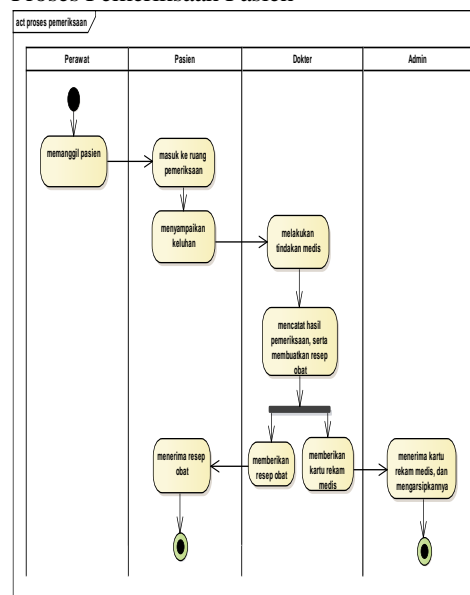 Proses Pemeriksaan Pasien
act proses pemeriksaan
Perawat
Pasien
Dokter
Admin
memanggil pasien
masuk ke ruang
pemeriksaan
menyampaikan
keluhan
melakukan
tindakan medis
mencatat hasil
pemeriksaan, serta
membuatkan resep
obat
menerima resep
obat
memberikan
resep obat
memberikan
kartu rekam
medis
menerima kartu
rekam medis, dan
mengarsipkannya